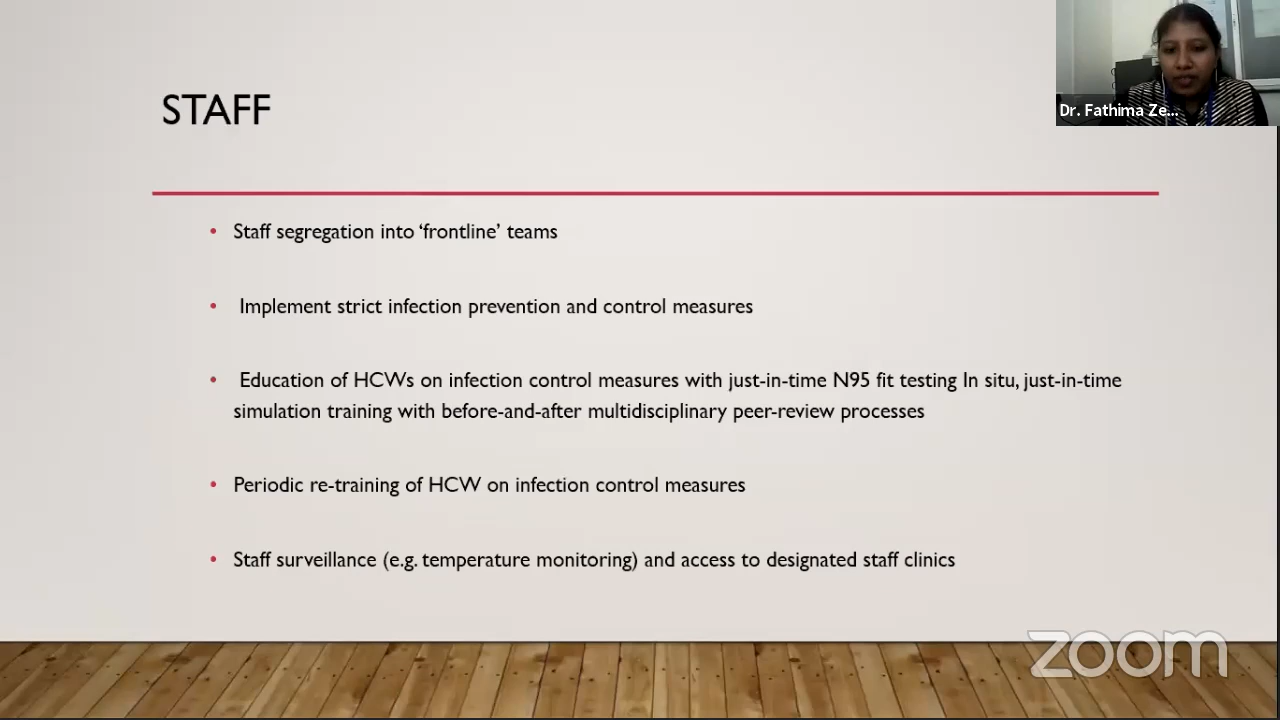 STAFF
Dr. Fathima Ze...
• Staff segregation into ‘frontline’ teams
• Implement strict infection prevention and control measures
• Education of HCWs on infection control measures with just-in-time N95 fit testing In situ, just-in-time
simulation training with before-and-after multidisciplinary peer-review processes
• Periodic re-training of HCW on infection control measures
• Staff surveillance (e.g. temperature monitoring) and access to designated staff clinics
zoom